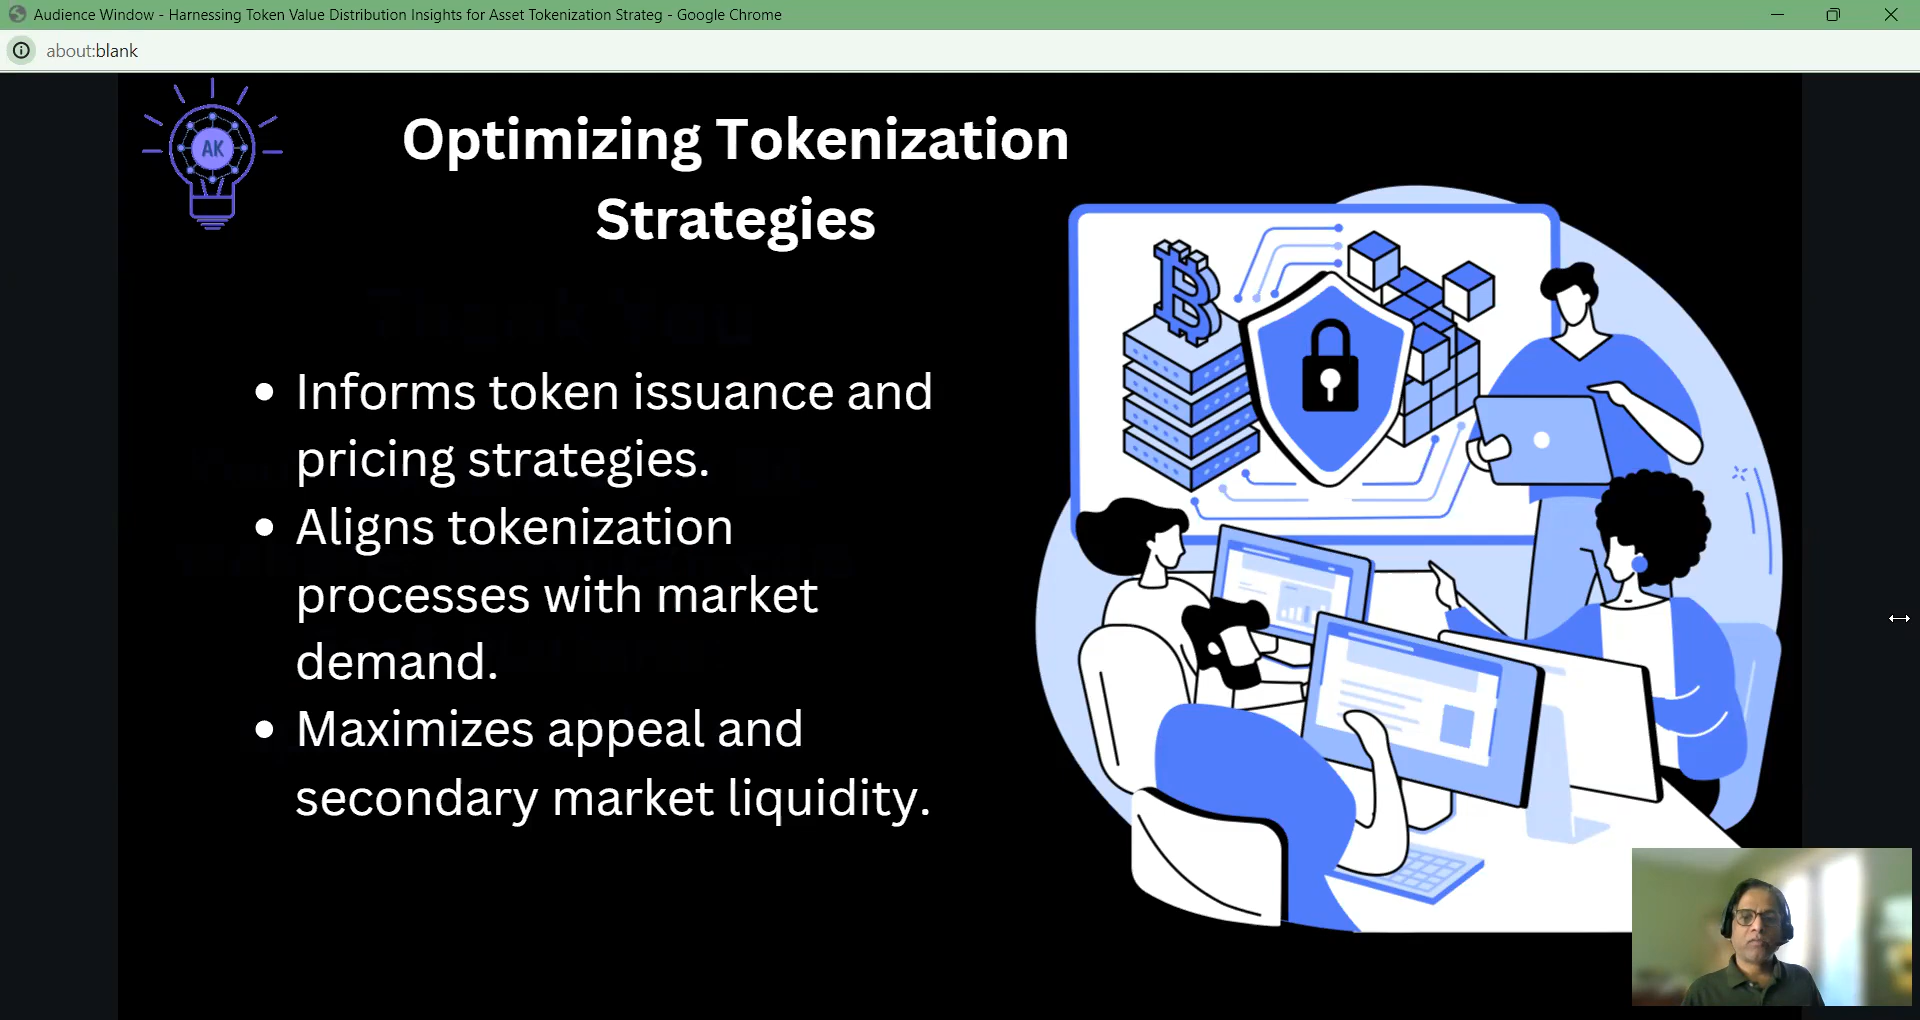 Audience Window - Harnessing Token Value Distribution Insights for Asset Tokenization Strateg - Google Chrome
about:blank
AK
Optimizing Tokenization
Strategies
• Informs token issuance and
pricing strategies.
• Aligns tokenization
processes with market
demand.
• Maximizes appeal and
secondary market liquidity.